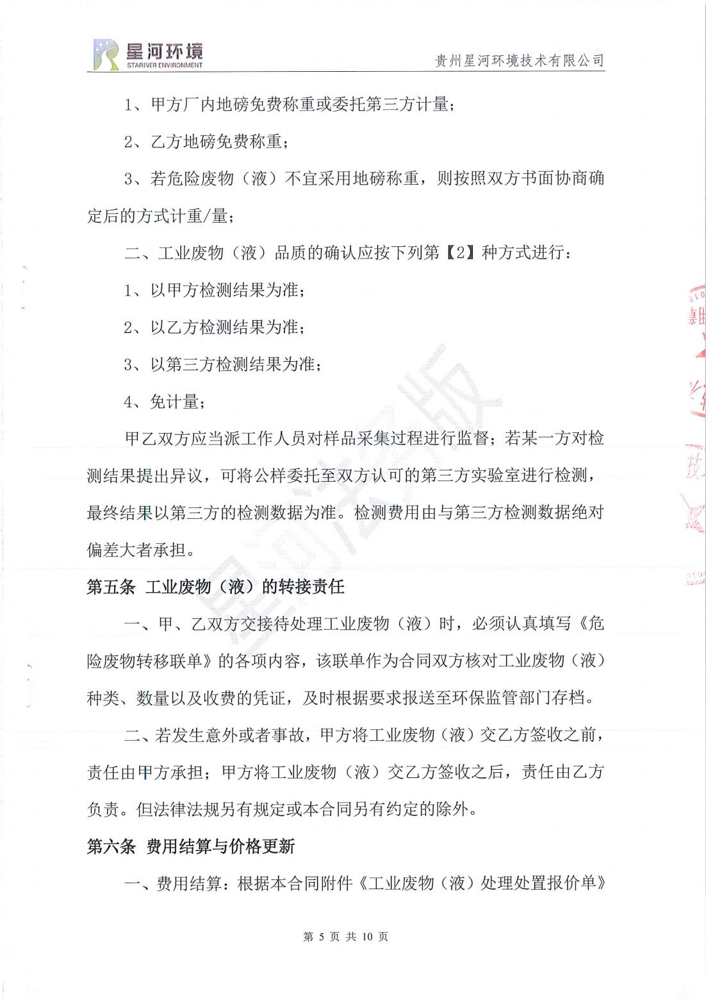 星河环境
STARIVER ENVIRONMENT
贵州星河环境技术有限公司
1、甲方厂内地磅免费称重或委托第三方计量；
2、乙方地磅免费称重；
3、若危险废物（液）不宜采用地磅称重，则按照双方书面协商确
定后的方式计重/量；
二、工业废物（液）品质的确认应按下列第【2】种方式进行：
1、以甲方检测结果为准；
2、以乙方检测结果为准；
3、以第三方检测结果为准；
4、免计量；
甲乙双方应当派工作人员对样品采集过程进行监督；若某一方对检
测结果提出异议，可将公样委托至双方认可的第三方实验室进行检测，
最终结果以第三方的检测数据为准。检测费用由与第三方检测数据绝对
偏差大者承担。
第五条 工业废物（液）的转接责任
一、甲、乙双方交接待处理工业废物（液）时，必须认真填写《危
险废物转移联单》的各项内容，该联单作为合同双方核对工业废物（液）
种类、数量以及收费的凭证，及时根据要求报送至环保监管部门存档。
二、若发生意外或者事故，甲方将工业废物（液）交乙方签收之前，
责任由甲方承担；甲方将工业废物（液）交乙方签收之后，责任由乙方
负责。但法律法规另有规定或本合同另有约定的除外。
第六条 费用结算与价格更新
一、费用结算：根据本合同附件《工业废物（液）处理处置报价单》
第 5 页 共 10 页
星河法务版
技